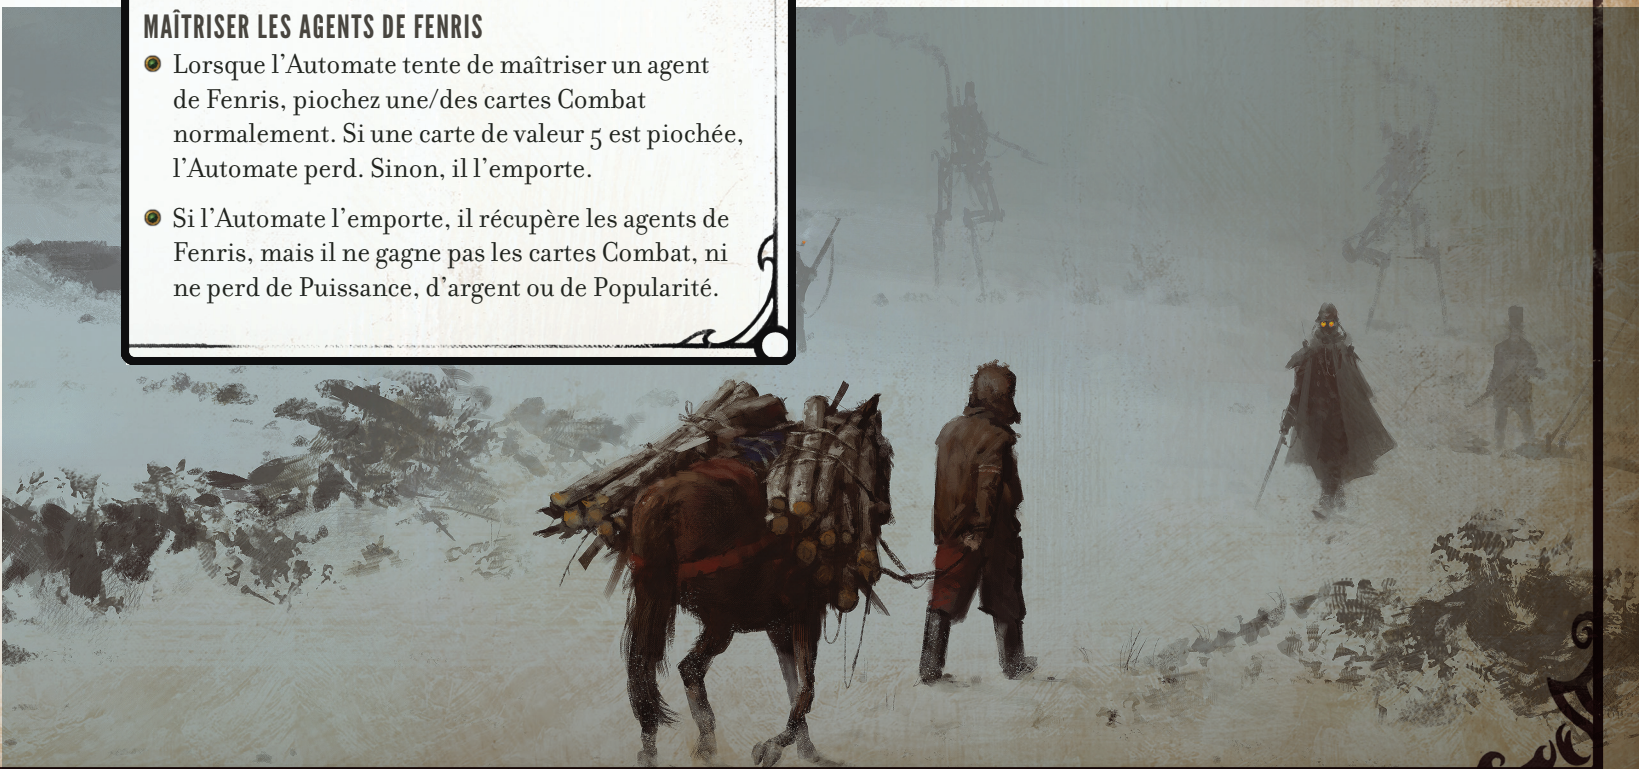 MAÎTRISER LES AGENTS DE FENRIS
Lorsque l’Automate tente de maîtriser un agent
de Fenris, piochez une/des cartes Combat
normalement. Si une carte de valeur 5 est piochée,
l’Automate perd. Sinon, il l’emporte.
Si l’Automate l’emporte, il récupère les agents de
Fenris, mais il ne gagne pas les cartes Combat, ni
ne perd de Puissance, d’argent ou de Popularité.